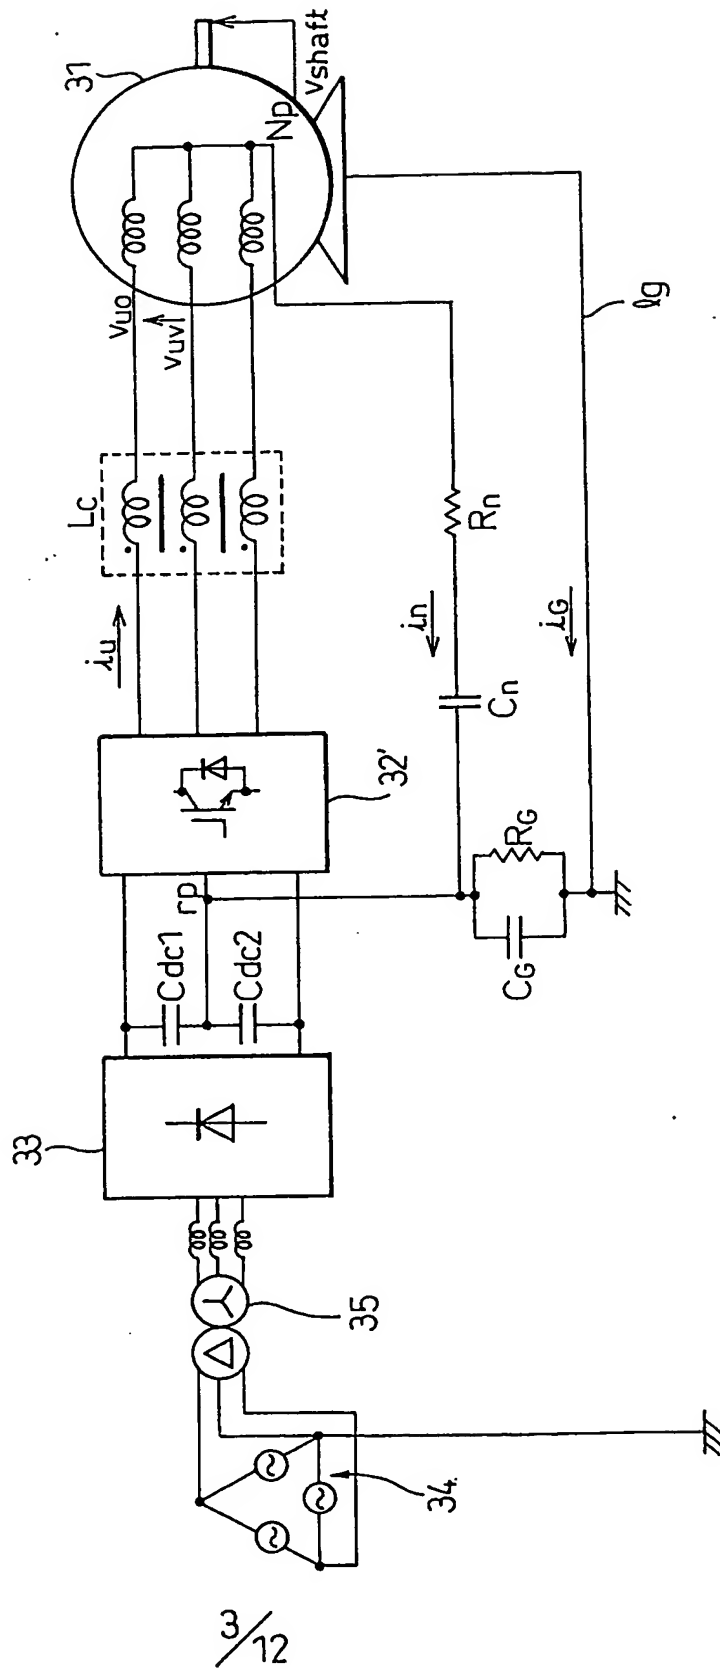 3/12
34
35
33
Cdc1
Cdc2
rp
32'
iu
Lc
Vuo
Vuv
31
Vshaft
Np
in
Cn
Rn
CG
RG
iG
ℓg